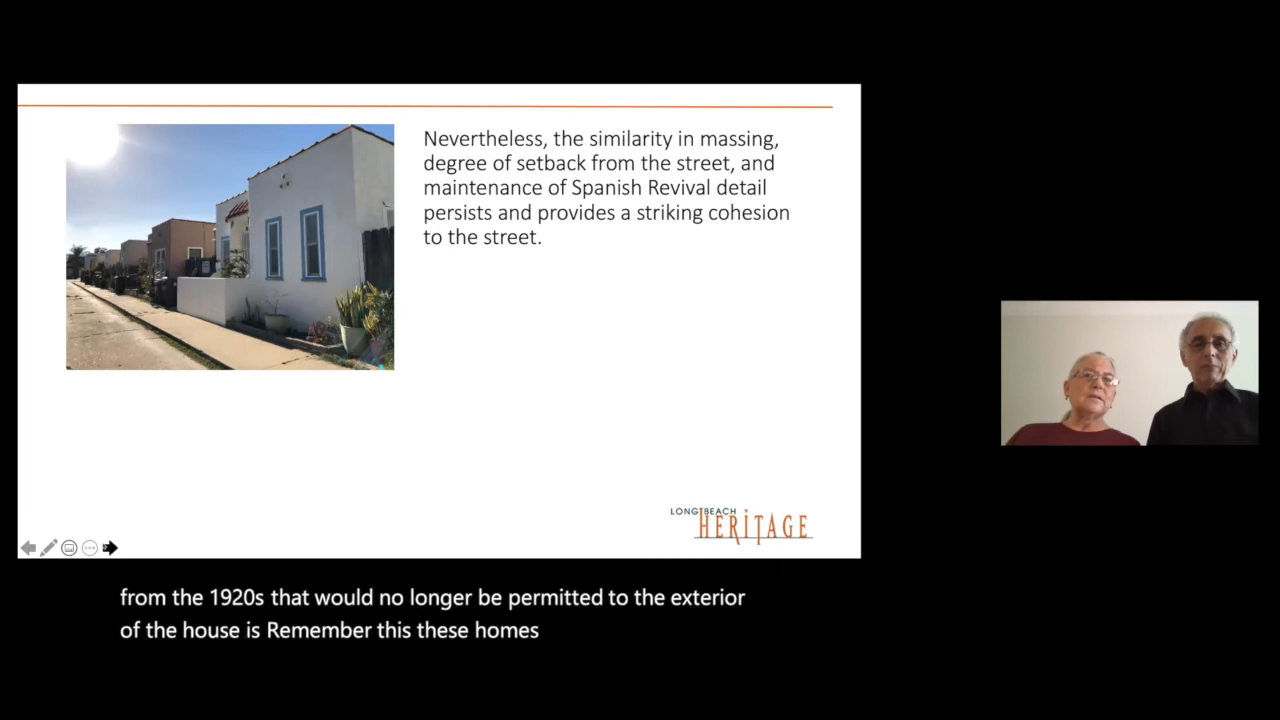 Nevertheless, the similarity in massing,
degree of setback from the street, and
maintenance of Spanish Revival detail
persists and provides a striking cohesion
to the street.
LONG BEACH
HERITAGE
from the 1920s that would no longer be permitted to the exterior
of the house is Remember this these homes